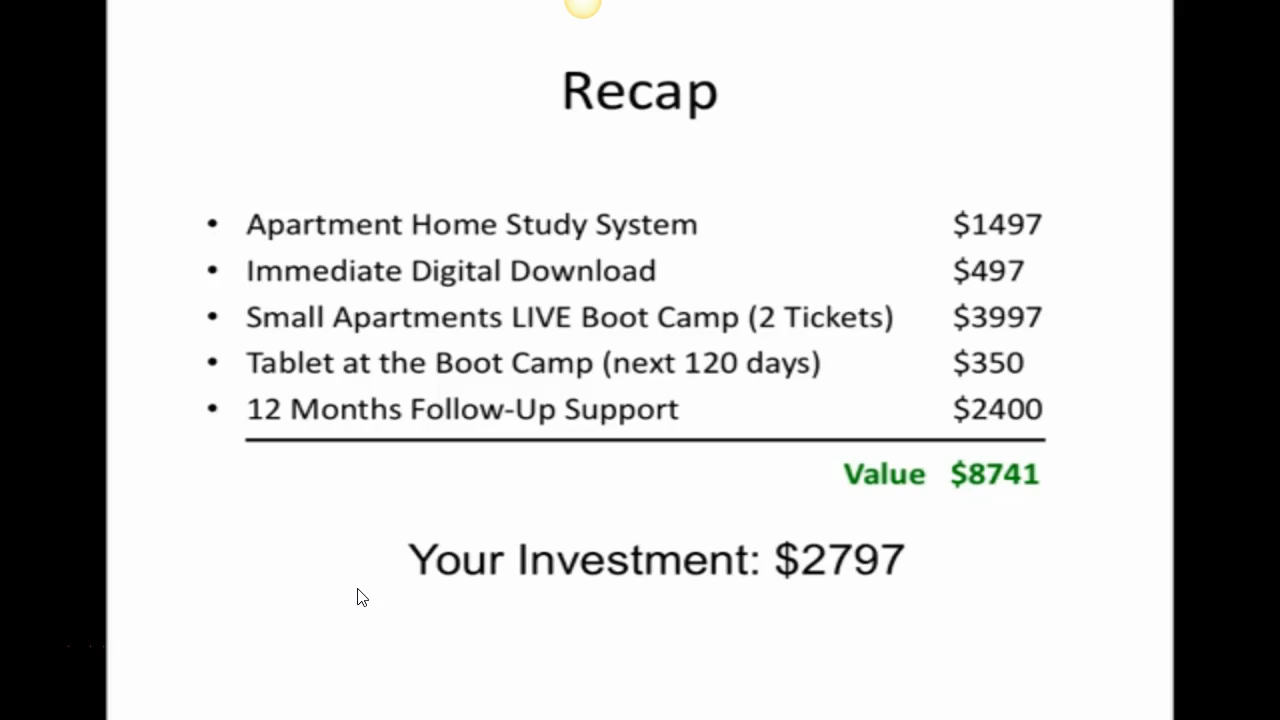 Recap
• Apartment Home Study System $1497
• Immediate Digital Download $497
• Small Apartments LIVE Boot Camp (2 Tickets) $3997
• Tablet at the Boot Camp (next 120 days) $350
• 12 Months Follow-Up Support $2400
Value $8741
Your Investment: $2797